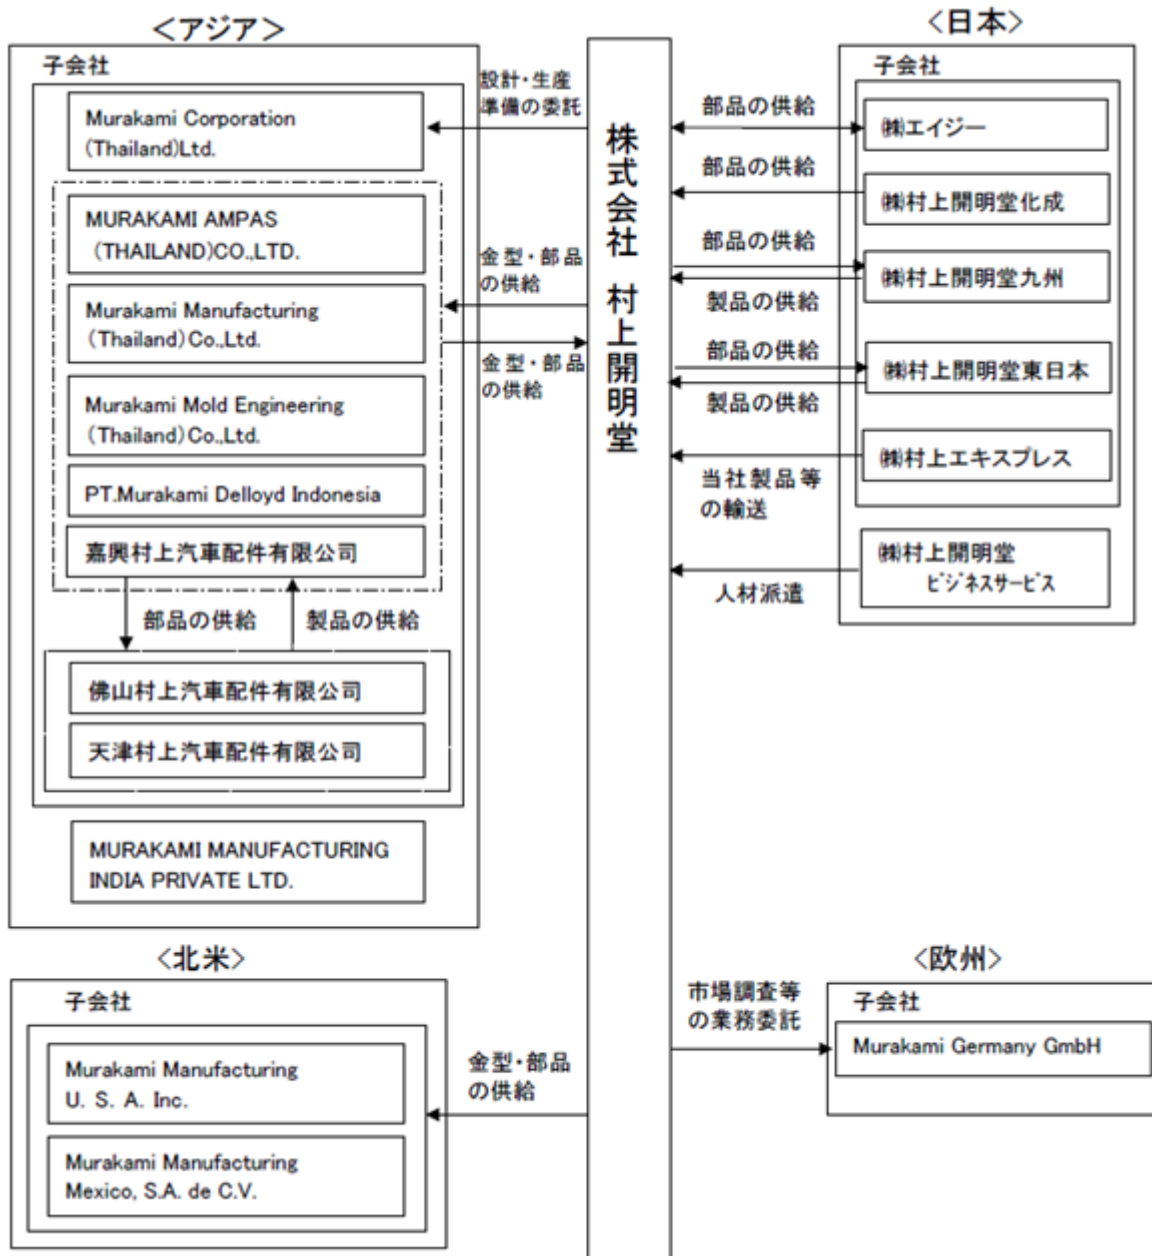 <アジア>
子会社
Murakami Corporation
(Thailand)Ltd.
MURAKAMI AMPAS
(THAILAND)CO.,LTD.
Murakami Manufacturing
(Thailand)Co.,Ltd.
Murakami Mold Engineering
(Thailand)Co.,Ltd.
PT.Murakami Delloyd Indonesia
嘉興村上汽車配件有限公司
部品の供給
製品の供給
佛山村上汽車配件有限公司
天津村上汽車配件有限公司
MURAKAMI MANUFACTURING
INDIA PRIVATE LTD.
設計・生産
準備の委託
金型・部品
の供給
金型・部品
の供給
株式会社 村上開明堂
<日本>
子会社
部品の供給
㈱エイジー
部品の供給
㈱村上開明堂化成
部品の供給
㈱村上開明堂九州
製品の供給
部品の供給
㈱村上開明堂東日本
製品の供給
㈱村上エキスプレス
当社製品等
の輸送
㈱村上開明堂
ビジネスサービス
人材派遣
<北米>
子会社
Murakami Manufacturing
U. S. A. Inc.
Murakami Manufacturing
Mexico, S.A. de C.V.
金型・部品
の供給
<欧州>
市場調査等
の業務委託
子会社
Murakami Germany GmbH